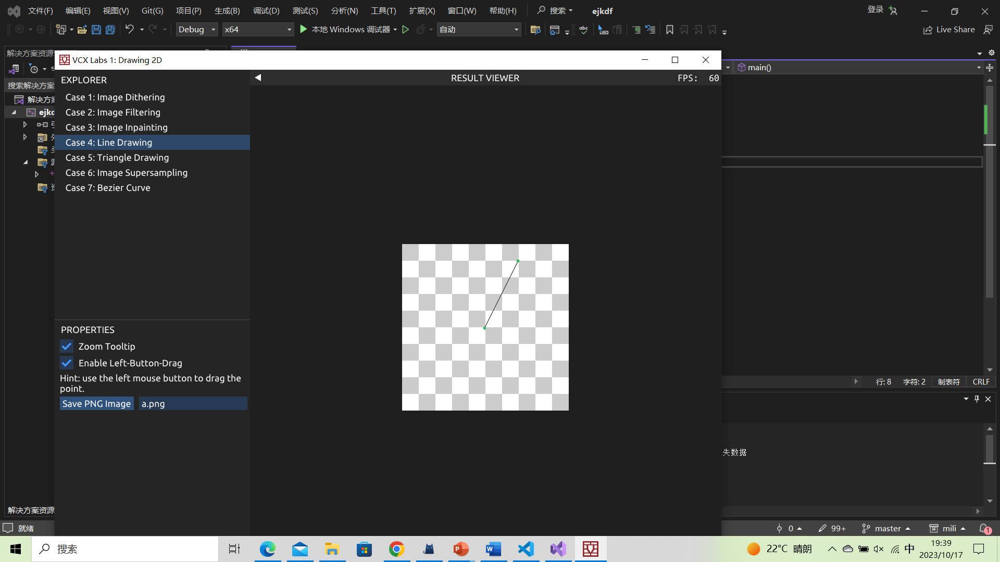 文件(F) 编辑(E) 视图(V) Git(G) 项目(P) 生成(B) 调试(D) 测试(S) 分析(N) 工具(T) 扩展(X) 窗口(W) 帮助(H) 搜索 ejkdf 登录
Debug x64 本地 Windows 调试器 自动 abc Live Share
解决方案资源
VCX Labs 1: Drawing 2D
main()
搜索解决方案
解决方案
ejkd
EXPLORER
RESULT VIEWER
FPS: 60
Case 1: Image Dithering
Case 2: Image Filtering
Case 3: Image Inpainting
Case 4: Line Drawing
Case 5: Triangle Drawing
Case 6: Image Supersampling
Case 7: Bezier Curve
PROPERTIES
Zoom Tooltip
Enable Left-Button-Drag
Hint: use the left mouse button to drag the
point.
Save PNG Image a.png
行: 8 字符: 2 制表符 CRLF
失数据
解决方案资源
就绪 0 99+ master mili 1
搜索 22°C 晴朗 中 19:39
2023/10/17